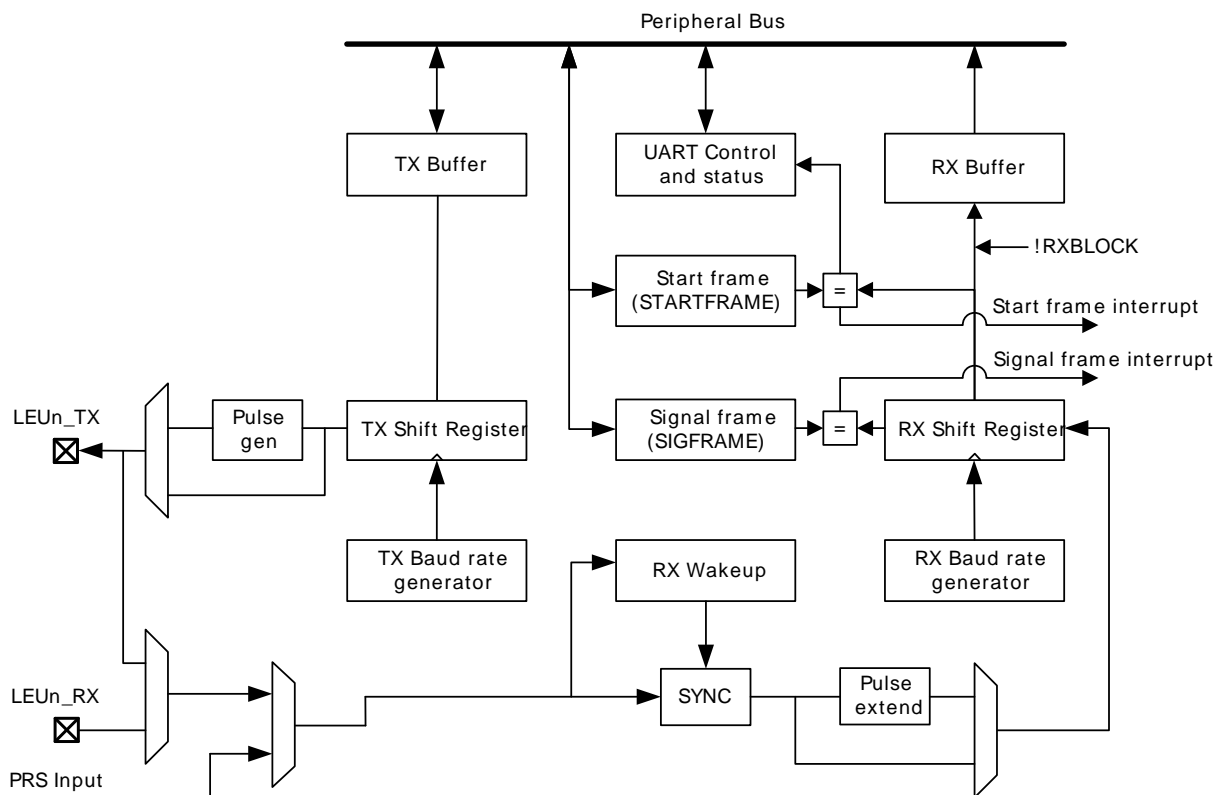 Peripheral Bus
TX Buffer
UART Control
and status
RX Buffer
!RXBLOCK
Start frame
(STARTFRAME)
=
Start frame interrupt
Signal frame interrupt
LEUn_TX
Pulse
gen
TX Shift Register
Signal frame
(SIGFRAME)
=
RX Shift Register
TX Baud rate
generator
RX Wakeup
RX Baud rate
generator
LEUn_RX
SYNC
Pulse
extend
PRS Input